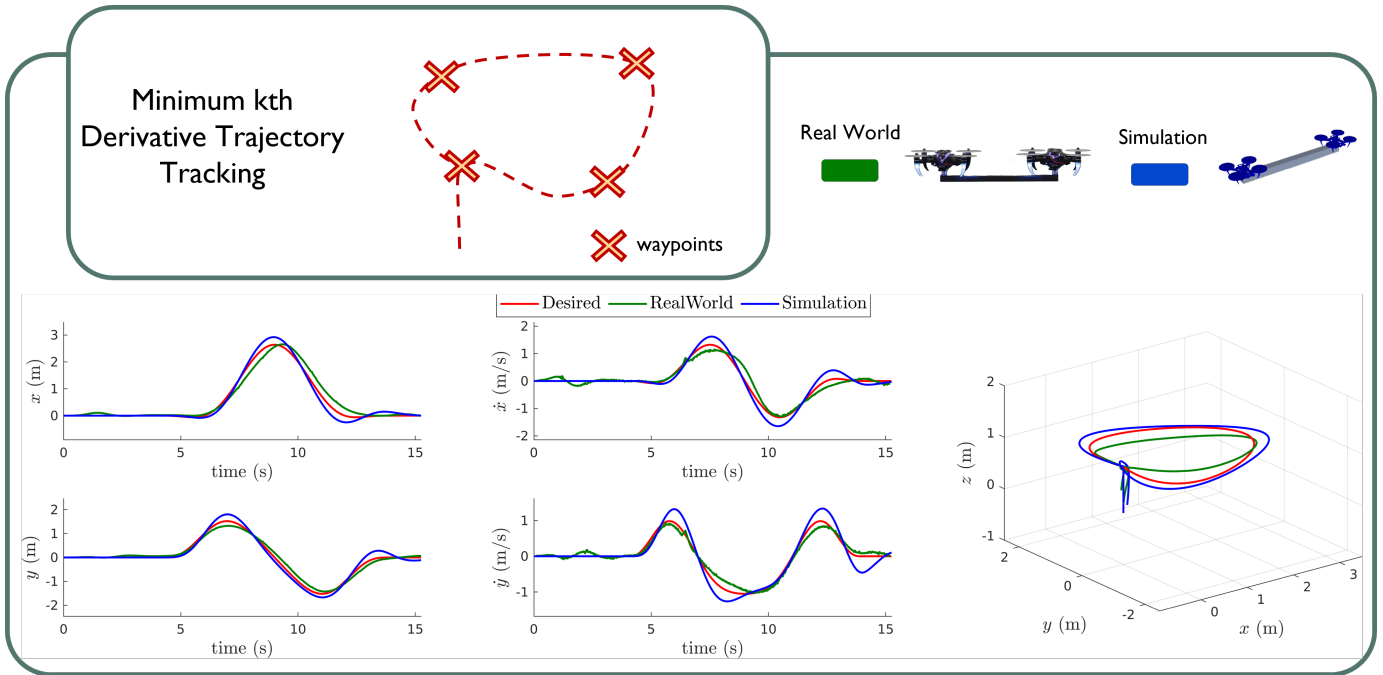 Minimum kth
Derivative Trajectory
Tracking
waypoints
Real World
Simulation
Desired RealWorld Simulation
3
2
1
0
x (m)
0 5 10 15
time (s)
2
1
0
-1
-2
ẋ (m/s)
0 5 10 15
time (s)
2
1
0
-1
-2
y (m)
0 5 10 15
time (s)
1
0
-1
ẏ (m/s)
0 5 10 15
time (s)
2
1
0
-1
z (m)
2 0 -2
y (m)
0 1 2 3
x (m)